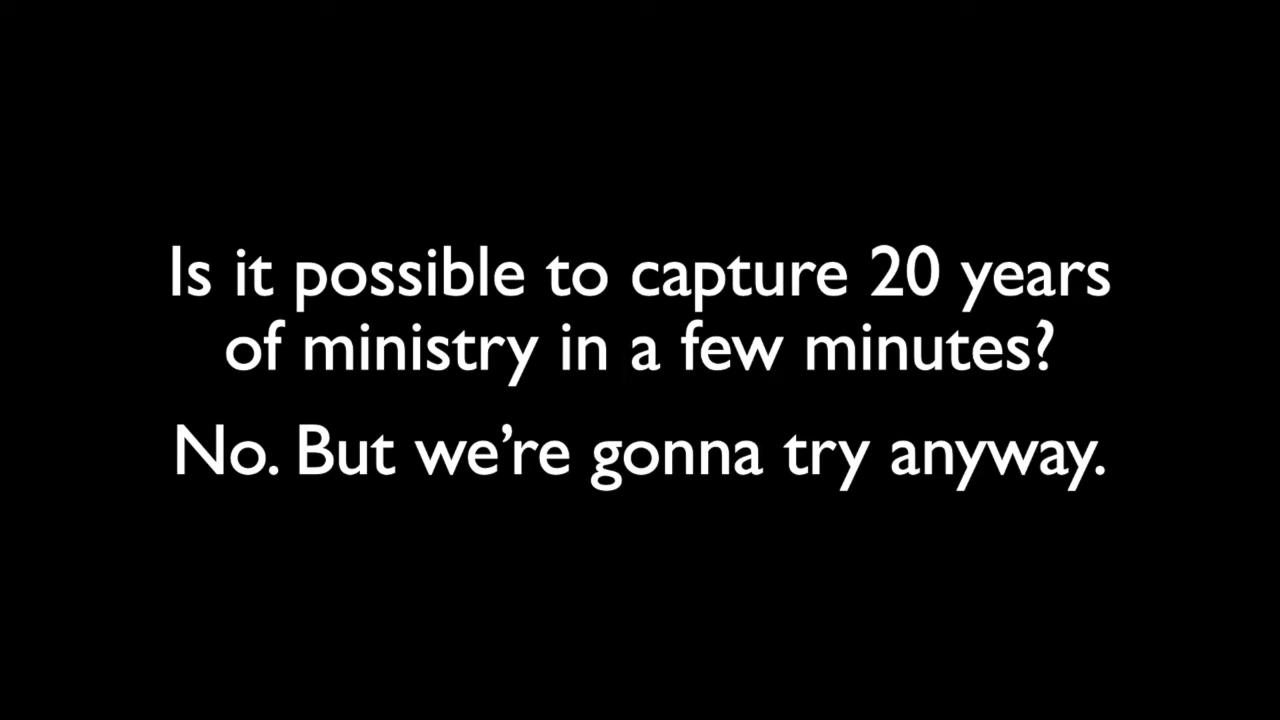 Is it possible to capture 20 years
of ministry in a few minutes?
No. But we’re gonna try anyway.